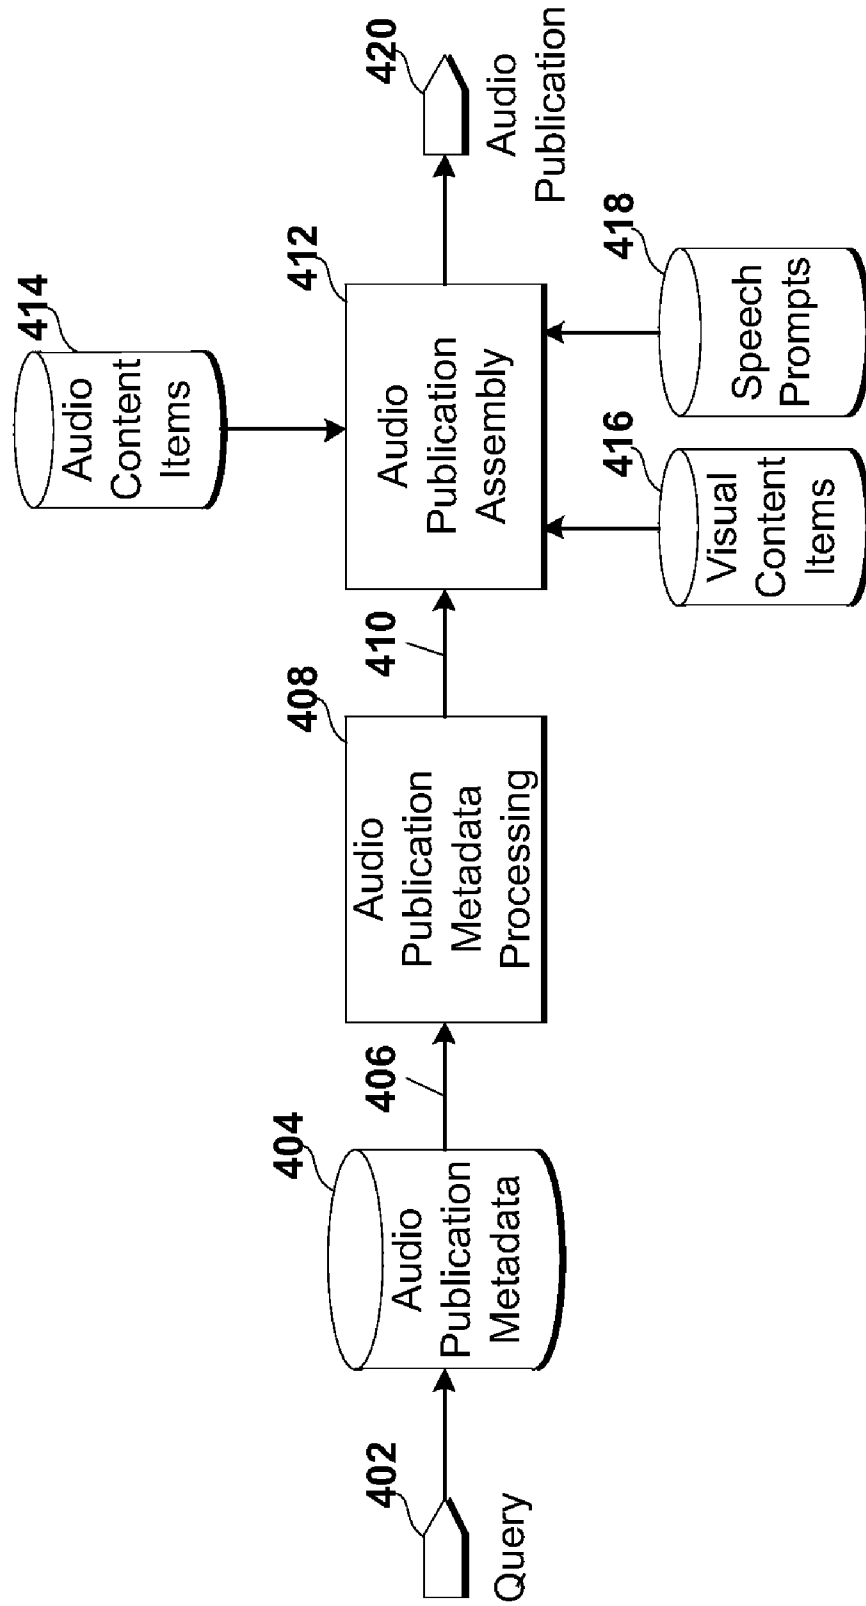 402
Query
404
Audio
Publication
Metadata
406
408
Audio
Publication
Metadata
Processing
410
412
Audio
Publication
Assembly
414
Audio
Content
Items
416
Visual
Content
Items
418
Speech
Prompts
420
Audio
Publication